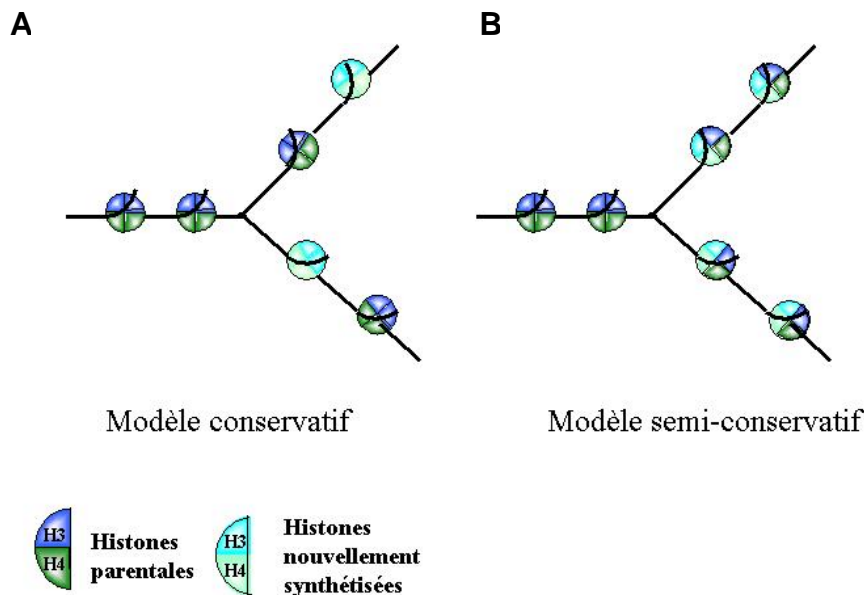 A
B
Modèle conservatif
Modèle semi-conservatif
H3
H4
Histones
parentales
H3
H4
Histones
nouvellement
synthétisées